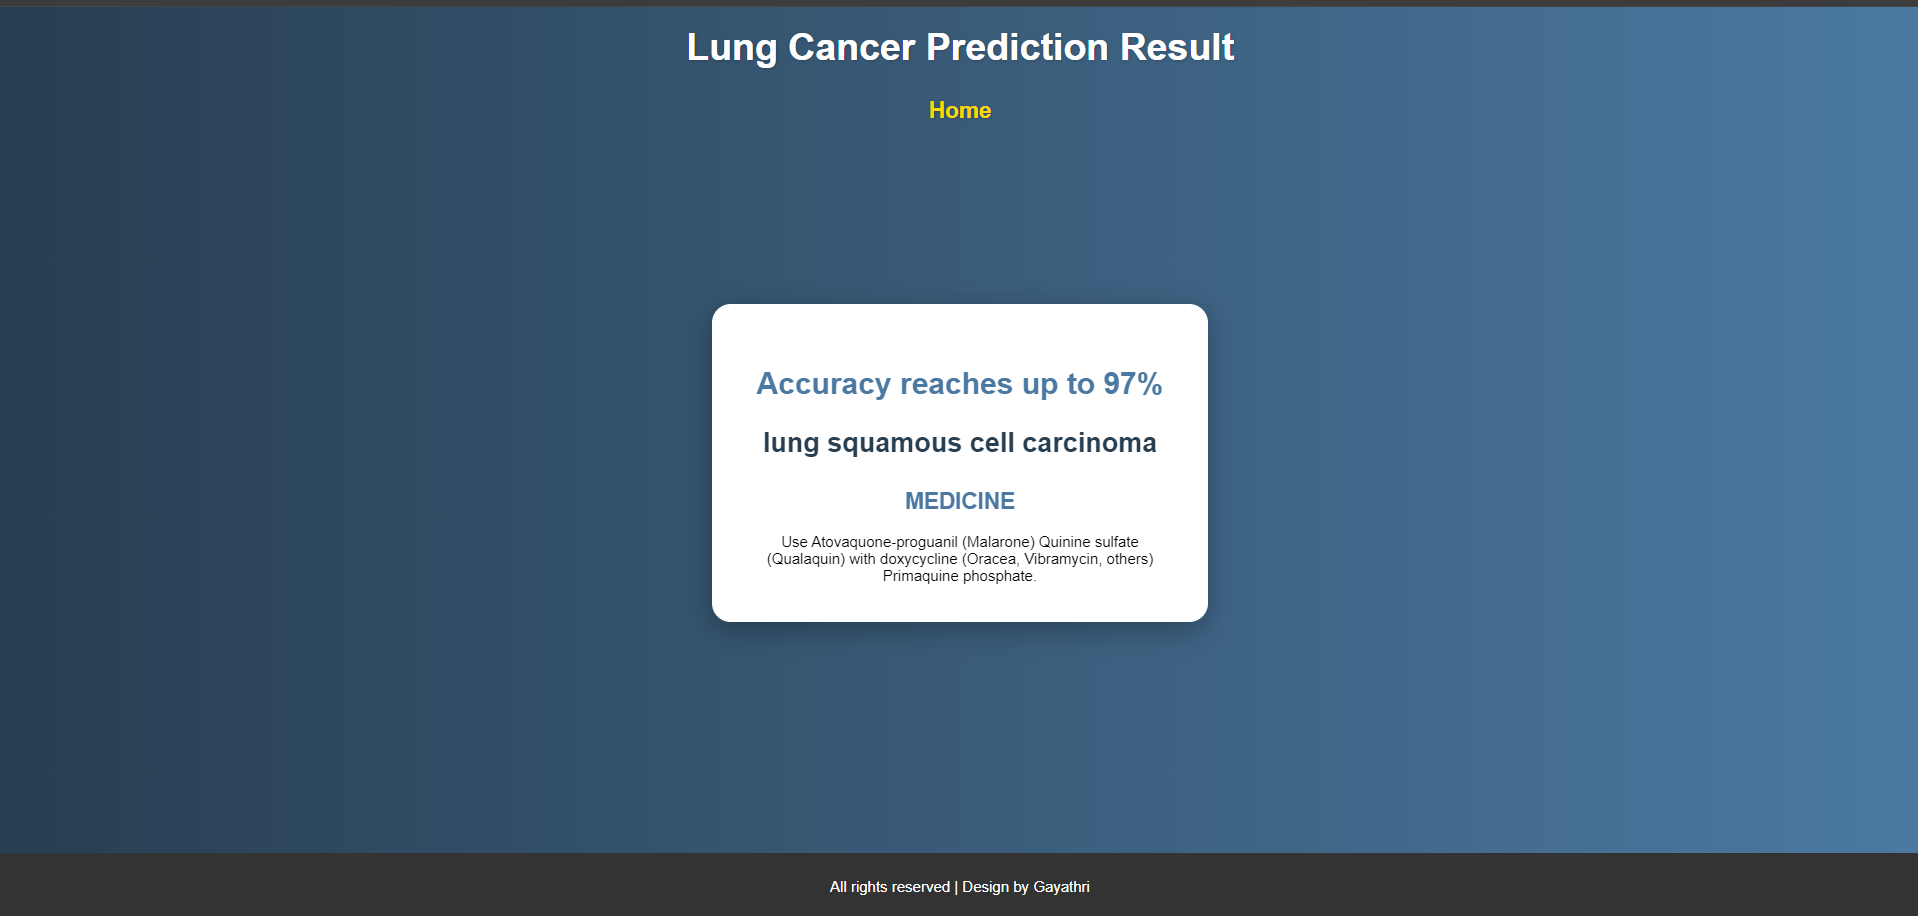 Lung Cancer Prediction Result
Home
Accuracy reaches up to 97%
lung squamous cell carcinoma
MEDICINE
Use Atovaquone-proguanil (Malarone) Quinine sulfate
(Qualaquin) with doxycycline (Oracea, Vibramycin, others)
Primaquine phosphate.
All rights reserved | Design by Gayathri